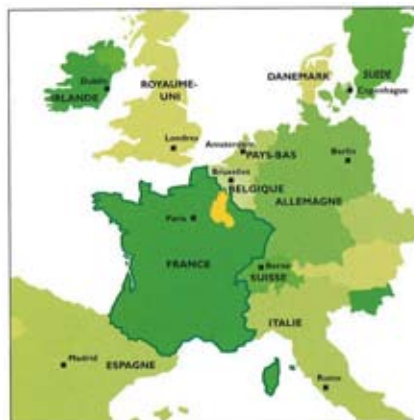 Dublin
IRLANDE
ROYAUME-
UNI
Londres
DANEMARK
SUEDE
Copenhague
Amsterdam
PAYS-BAS
Berlin
Bruxelles
BELGIQUE
ALLEMAGNE
Paris
FRANCE
Berne
SUISSE
ITALIE
Madrid
ESPAGNE
Rome